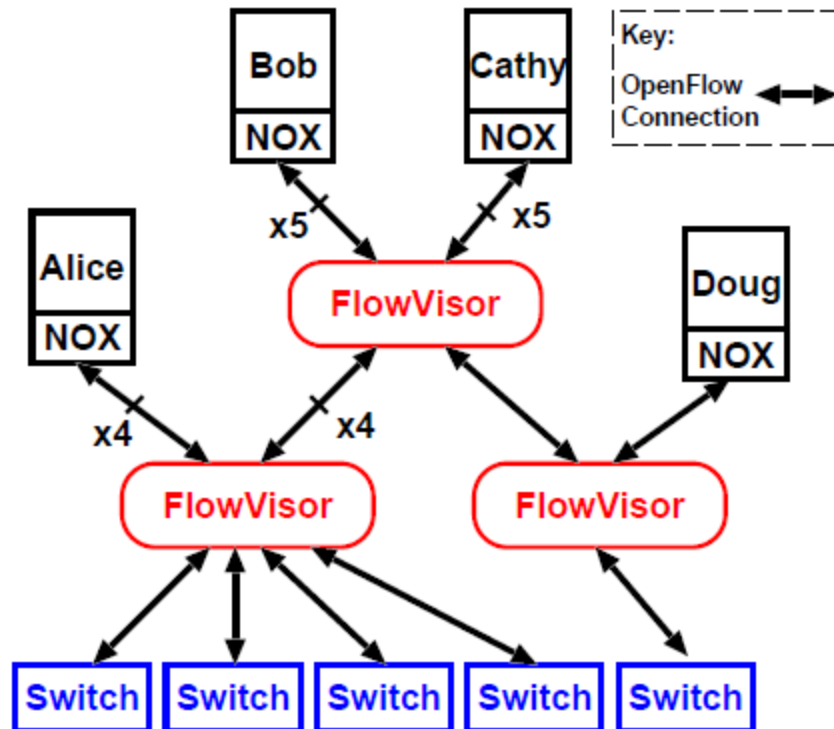 Bob
NOX
Cathy
NOX
Key:
OpenFlow
Connection
x5
x5
Alice
NOX
FlowVisor
Doug
NOX
x4
x4
FlowVisor
FlowVisor
Switch
Switch
Switch
Switch
Switch